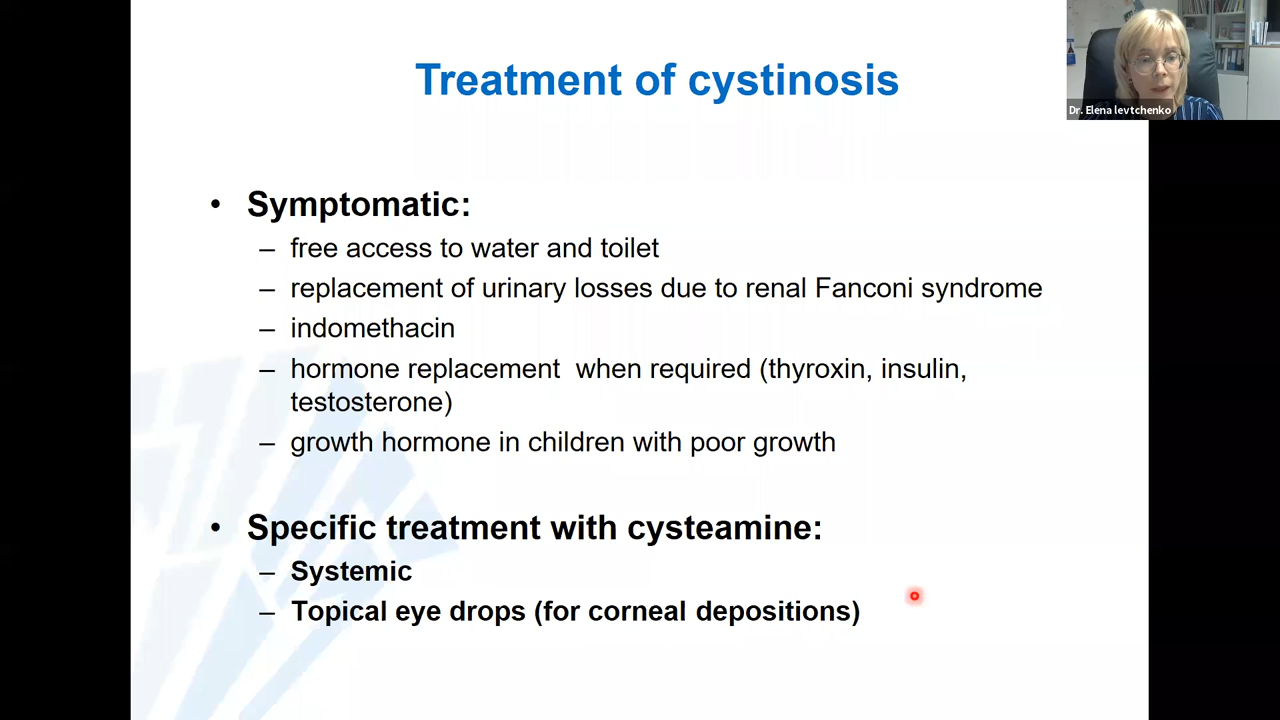 Treatment of cystinosis
Dr. Elena levtchenko
• Symptomatic:
– free access to water and toilet
– replacement of urinary losses due to renal Fanconi syndrome
– indomethacin
– hormone replacement  when required (thyroxin, insulin,
testosterone)
– growth hormone in children with poor growth
• Specific treatment with cysteamine:
– Systemic
– Topical eye drops (for corneal depositions)